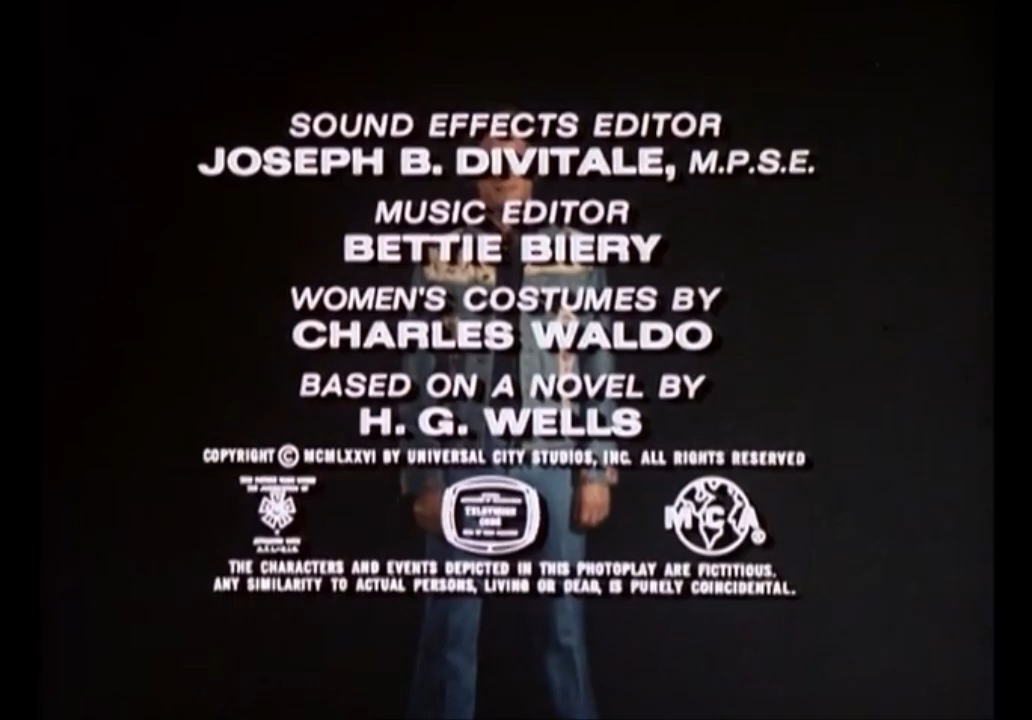 SOUND EFFECTS EDITOR
JOSEPH B. DIVITALE, M.P.S.E.
MUSIC EDITOR
BETTIE BIERY
WOMEN'S COSTUMES BY
CHARLES WALDO
BASED ON A NOVEL BY
H. G. WELLS
COPYRIGHT © MCMLXXVI BY UNIVERSAL CITY STUDIOS, INC. ALL RIGHTS RESERVED
TELEVISION
CODE
MCA®
THE CHARACTERS AND EVENTS DEPICTED IN THIS PHOTOPLAY ARE FICTITIOUS.
ANY SIMILARITY TO ACTUAL PERSONS, LIVING OR DEAD, IS PURELY COINCIDENTAL.